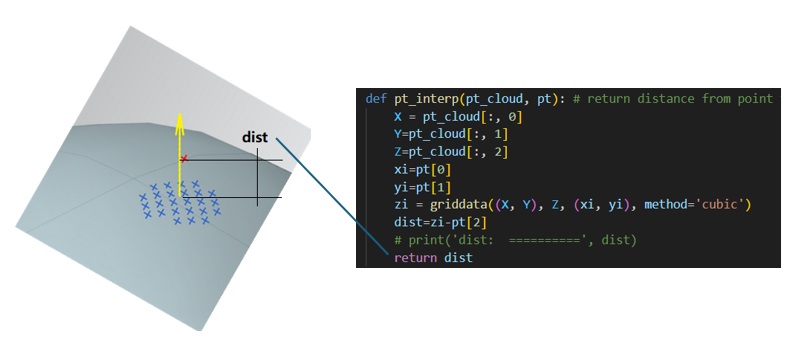 dist
def pt_interp(pt_cloud, pt): # return distance from point
X = pt_cloud[:, 0]
Y=pt_cloud[:, 1]
Z=pt_cloud[:, 2]
xi=pt[0]
yi=pt[1]
zi = griddata((X, Y), Z, (xi, yi), method='cubic')
dist=zi-pt[2]
# print('dist:  ==========', dist)
return dist